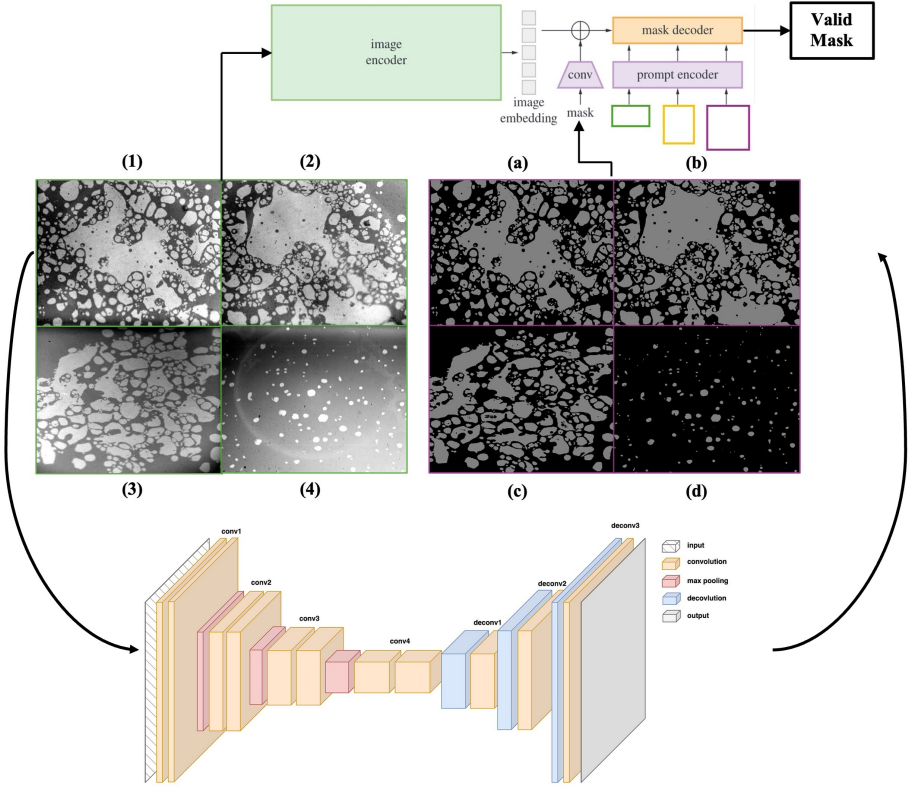 image
encoder
image
embedding
conv
mask
mask decoder
prompt encoder
Valid
Mask
(1)
(2)
(a)
(b)
(3)
(4)
(c)
(d)
conv1
conv2
conv3
conv4
deconv1
deconv2
deconv3
input
convolution
max pooling
decovlution
output